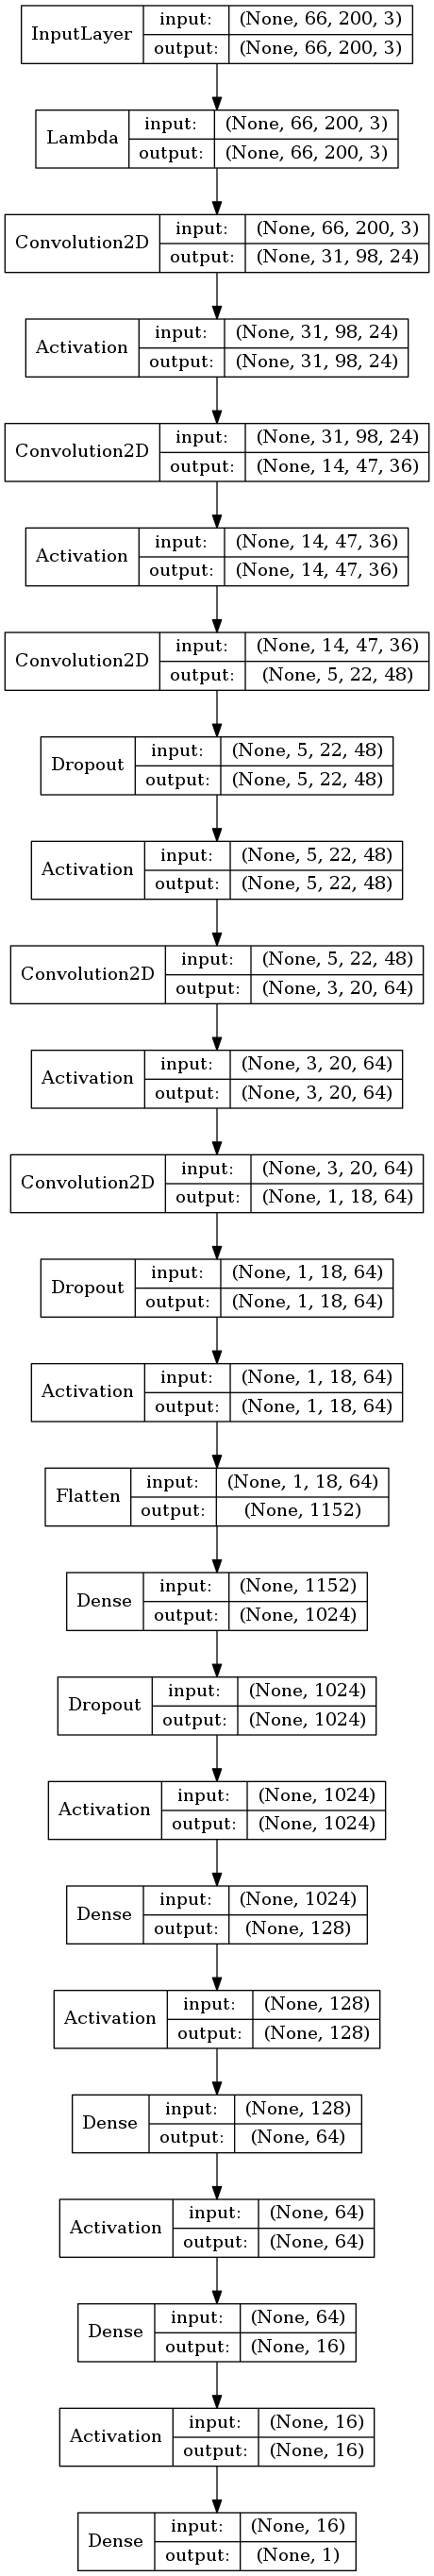 InputLayer input: (None, 66, 200, 3)
output: (None, 66, 200, 3)
Lambda input: (None, 66, 200, 3)
output: (None, 66, 200, 3)
Convolution2D input: (None, 66, 200, 3)
output: (None, 31, 98, 24)
Activation input: (None, 31, 98, 24)
output: (None, 31, 98, 24)
Convolution2D input: (None, 31, 98, 24)
output: (None, 14, 47, 36)
Activation input: (None, 14, 47, 36)
output: (None, 14, 47, 36)
Convolution2D input: (None, 14, 47, 36)
output: (None, 5, 22, 48)
Dropout input: (None, 5, 22, 48)
output: (None, 5, 22, 48)
Activation input: (None, 5, 22, 48)
output: (None, 5, 22, 48)
Convolution2D input: (None, 5, 22, 48)
output: (None, 3, 20, 64)
Activation input: (None, 3, 20, 64)
output: (None, 3, 20, 64)
Convolution2D input: (None, 3, 20, 64)
output: (None, 1, 18, 64)
Dropout input: (None, 1, 18, 64)
output: (None, 1, 18, 64)
Activation input: (None, 1, 18, 64)
output: (None, 1, 18, 64)
Flatten input: (None, 1, 18, 64)
output: (None, 1152)
Dense input: (None, 1152)
output: (None, 1024)
Dropout input: (None, 1024)
output: (None, 1024)
Activation input: (None, 1024)
output: (None, 1024)
Dense input: (None, 1024)
output: (None, 128)
Activation input: (None, 128)
output: (None, 128)
Dense input: (None, 128)
output: (None, 64)
Activation input: (None, 64)
output: (None, 64)
Dense input: (None, 64)
output: (None, 16)
Activation input: (None, 16)
output: (None, 16)
Dense input: (None, 16)
output: (None, 1)